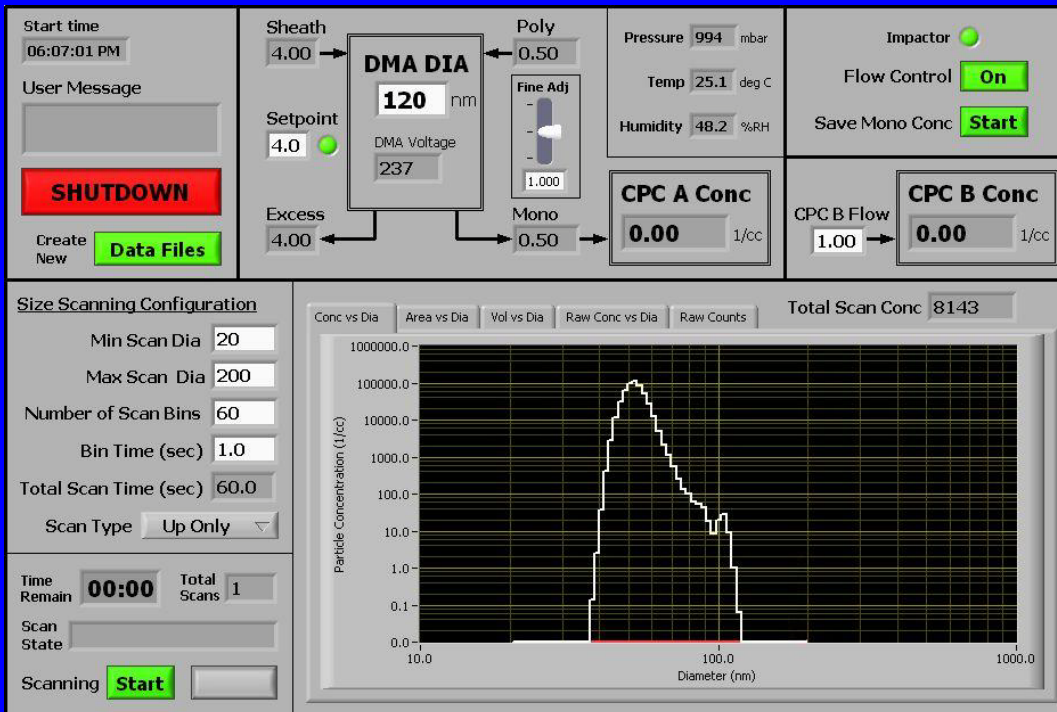 Start time
06:07:01 PM
User Message
SHUTDOWN
Create New
Data Files
Sheath
4.00
Setpoint
4.0
Excess
4.00
DMA DIA
120 nm
DMA Voltage
237
Poly
0.50
Fine Adj
1.000
Mono
0.50
Pressure 994 mbar
Temp 25.1 deg C
Humidity 48.2 %RH
CPC A Conc
0.00 1/cc
Impactor
Flow Control On
Save Mono Conc Start
CPC B Flow
1.00
CPC B Conc
0.00 1/cc
Size Scanning Configuration
Min Scan Dia 20
Max Scan Dia 200
Number of Scan Bins 60
Bin Time (sec) 1.0
Total Scan Time (sec) 60.0
Scan Type Up Only
Time Remain 00:00
Total Scans 1
Scan State
Scanning Start
Conc vs Dia Area vs Dia Vol vs Dia Raw Conc vs Dia Raw Counts
Total Scan Conc 8143
Particle Concentration (1/cc)
1000000.0
100000.0
10000.0
1000.0
100.0
10.0
1.0
0.1
0.0
10.0 100.0 1000.0
Diameter (nm)